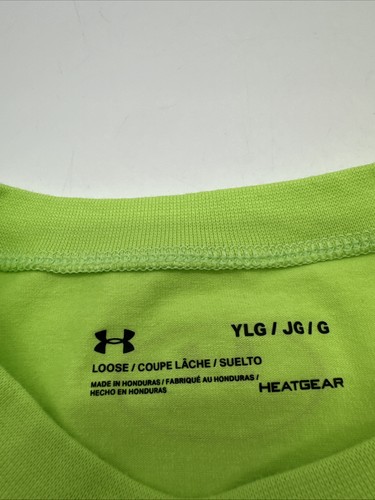 YLG / JG / G
LOOSE / COUPE LÂCHE / SUELTO
MADE IN HONDURAS / FABRIQUÉ AU HONDURAS /
HECHO EN HONDURAS
HEATGEAR